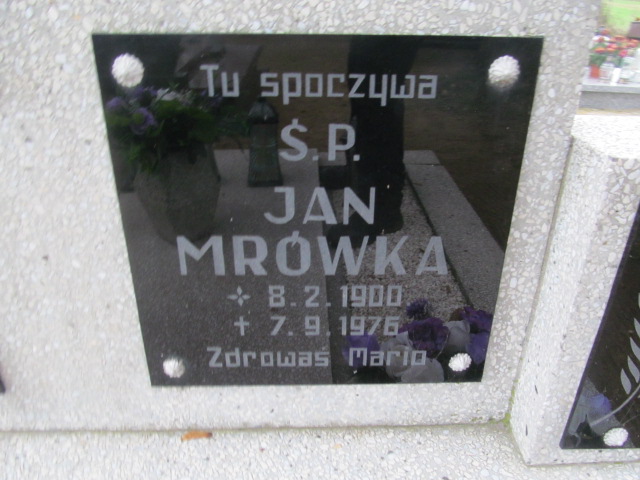 Tu spoczywa
Ś.P.
JAN
MRÓWKA
8.2.1900
† 7.9.1976
Zdrowaś Mario